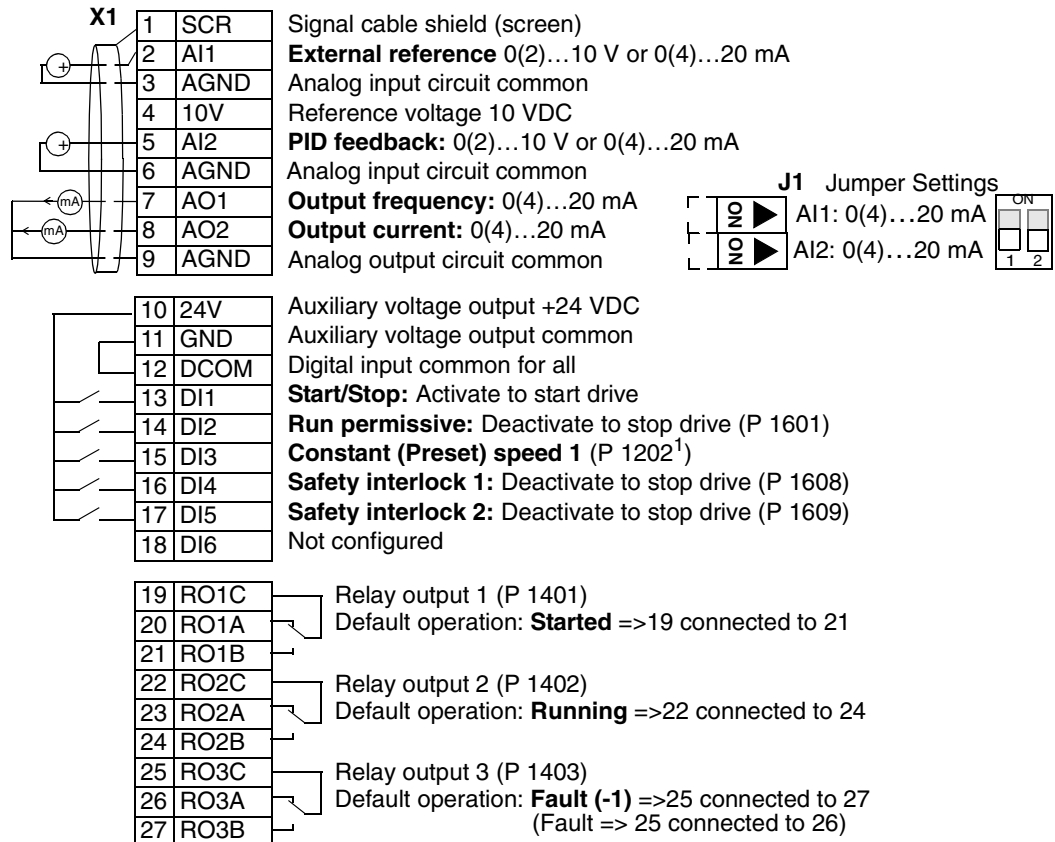 X1
1 SCR Signal cable shield (screen)
2 AI1 External reference 0(2)…10 V or 0(4)…20 mA
+
3 AGND Analog input circuit common
4 10V Reference voltage 10 VDC
5 AI2 PID feedback: 0(2)…10 V or 0(4)…20 mA
+
6 AGND Analog input circuit common
J1 Jumper Settings
7 AO1 Output frequency: 0(4)…20 mA
mA
8 AO2 Output current: 0(4)…20 mA
mA
9 AGND Analog output circuit common
ON AI1: 0(4)…20 mA
ON AI2: 0(4)…20 mA
ON
1 2
10 24V Auxiliary voltage output +24 VDC
11 GND Auxiliary voltage output common
12 DCOM Digital input common for all
13 DI1 Start/Stop: Activate to start drive
14 DI2 Run permissive: Deactivate to stop drive (P 1601)
15 DI3 Constant (Preset) speed 1 (P 1202¹)
16 DI4 Safety interlock 1: Deactivate to stop drive (P 1608)
17 DI5 Safety interlock 2: Deactivate to stop drive (P 1609)
18 DI6 Not configured
19 RO1C Relay output 1 (P 1401)
20 RO1A Default operation: Started =>19 connected to 21
21 RO1B
22 RO2C Relay output 2 (P 1402)
23 RO2A Default operation: Running =>22 connected to 24
24 RO2B
25 RO3C Relay output 3 (P 1403)
26 RO3A Default operation: Fault (-1) =>25 connected to 27
27 RO3B (Fault => 25 connected to 26)